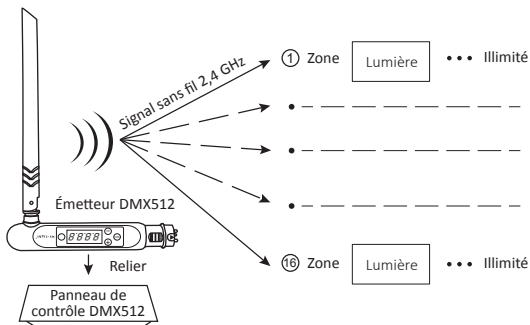 Signal sans fil 2,4 GHz
1 Zone Lumière ••• Illimité
Émetteur DMX512
8888
Relier
16 Zone Lumière ••• Illimité
Panneau de
contrôle DMX512